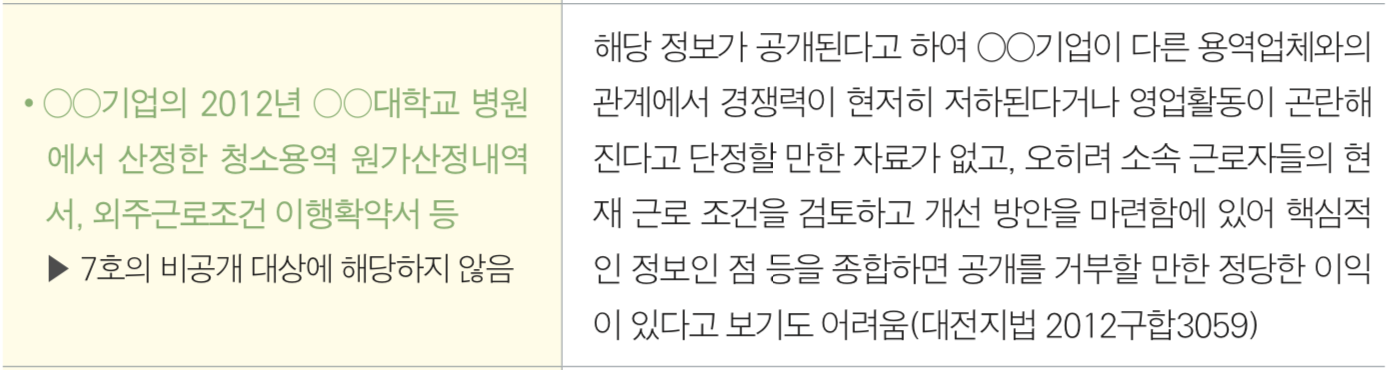 • ○○기업의 2012년 ○○대학교 병원
에서 산정한 청소용역 원가산정내역
서, 외주근로조건 이행확약서 등
▶ 7호의 비공개 대상에 해당하지 않음
해당 정보가 공개된다고 하여 ○○기업이 다른 용역업체와의
관계에서 경쟁력이 현저히 저하된다거나 영업활동이 곤란해
진다고 단정할 만한 자료가 없고, 오히려 소속 근로자들의 현
재 근로 조건을 검토하고 개선 방안을 마련함에 있어 핵심적
인 정보인 점 등을 종합하면 공개를 거부할 만한 정당한 이익
이 있다고 보기도 어려움(대전지법 2012구합3059)